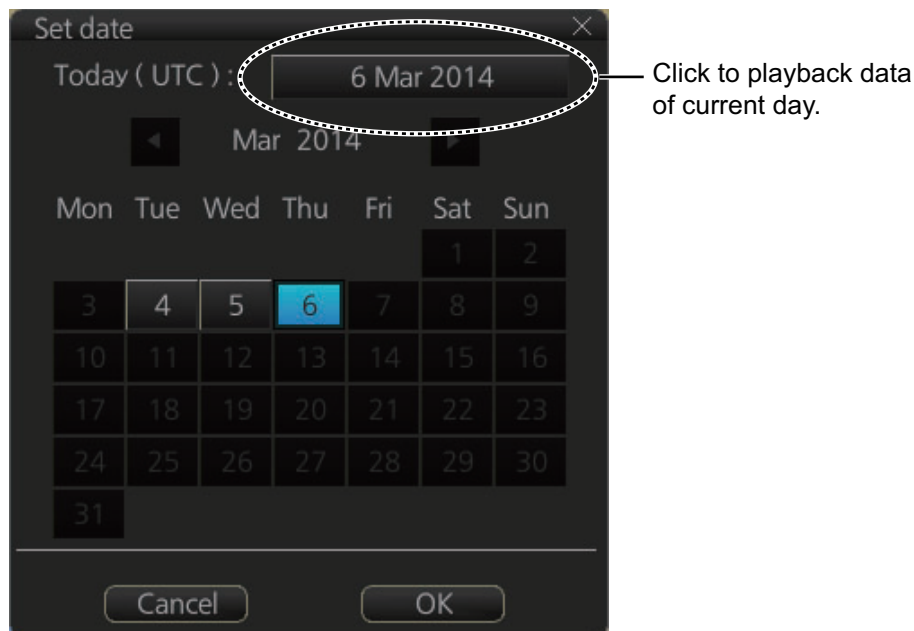 Set date
Today ( UTC ) : 6 Mar 2014
Click to playback data
of current day.
Mar 2014
Mon Tue Wed Thu Fri Sat Sun
1 2
3 4 5 6 7 8 9
10 11 12 13 14 15 16
17 18 19 20 21 22 23
24 25 26 27 28 29 30
31
Cancel OK